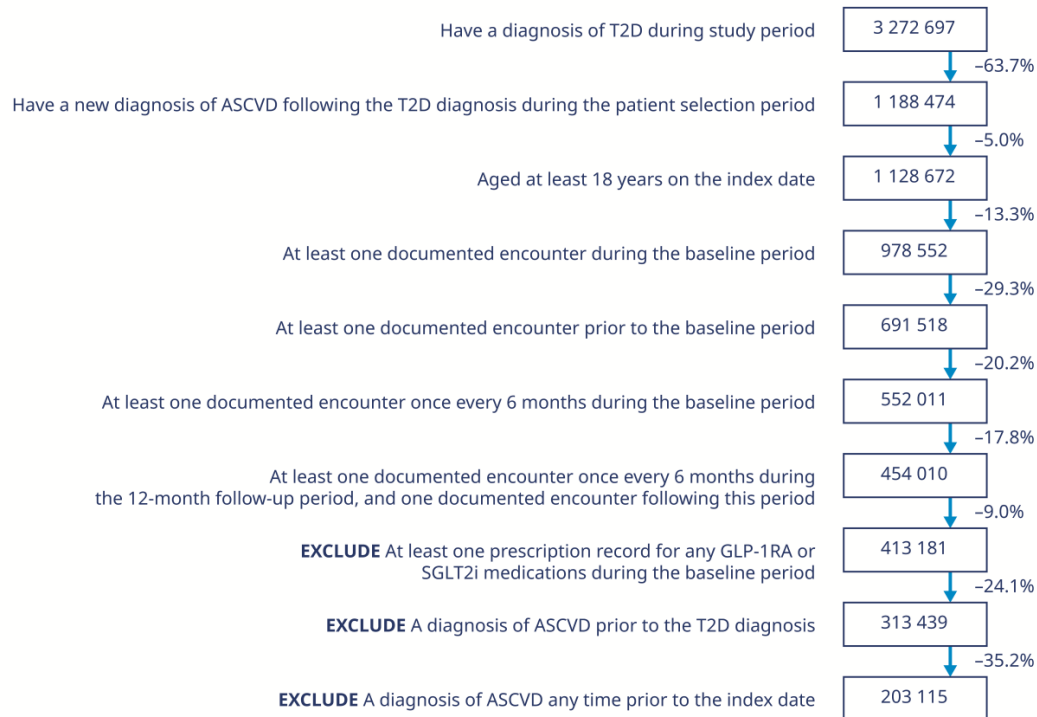 Have a diagnosis of T2D during study period 3 272 697
–63.7%
Have a new diagnosis of ASCVD following the T2D diagnosis during the patient selection period 1 188 474
–5.0%
Aged at least 18 years on the index date 1 128 672
–13.3%
At least one documented encounter during the baseline period 978 552
–29.3%
At least one documented encounter prior to the baseline period 691 518
–20.2%
At least one documented encounter once every 6 months during the baseline period 552 011
–17.8%
At least one documented encounter once every 6 months during
the 12-month follow-up period, and one documented encounter following this period 454 010
–9.0%
EXCLUDE At least one prescription record for any GLP-1RA or
SGLT2i medications during the baseline period 413 181
–24.1%
EXCLUDE A diagnosis of ASCVD prior to the T2D diagnosis 313 439
–35.2%
EXCLUDE A diagnosis of ASCVD any time prior to the index date 203 115